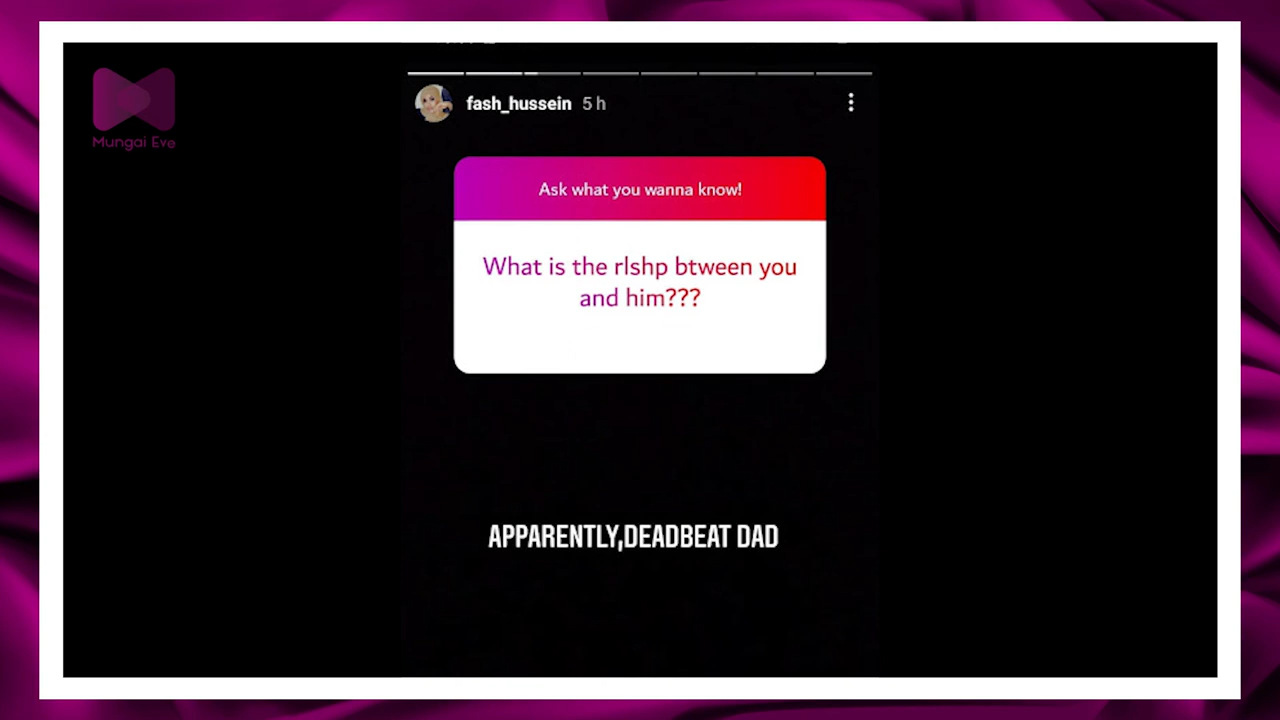 Mungai Eve
fash_hussein 5 h
Ask what you wanna know!
What is the rlshp btween you
and him???
APPARENTLY,DEADBEAT DAD